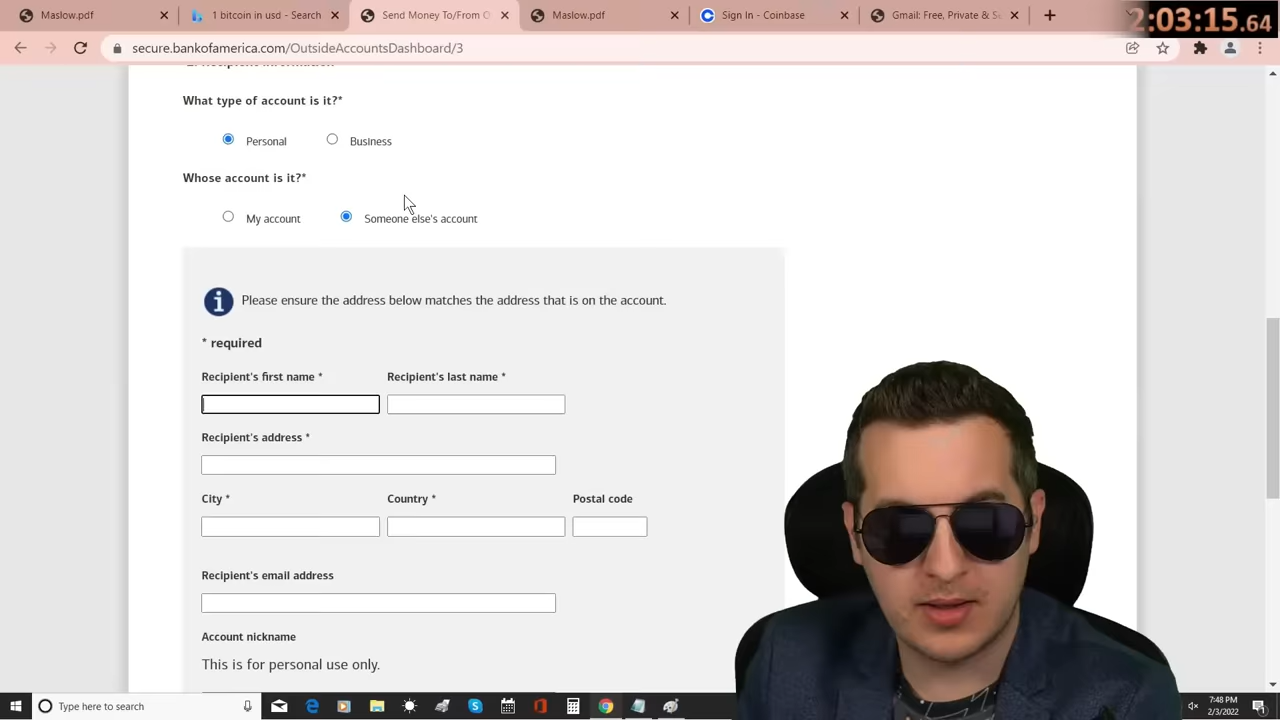 Maslow.pdf
1 bitcoin in usd - Search
Send Money To/From O
Maslow.pdf
Sign In - Coinbase
Gmail: Free, Private & Se
2:03:15.64
secure.bankofamerica.com/OutsideAccountsDashboard/3
2. Recipient Information
What type of account is it?*
Personal
Business
Whose account is it?*
My account
Someone else's account
Please ensure the address below matches the address that is on the account.
* required
Recipient's first name *
Recipient's last name *
Recipient's address *
City *
Country *
Postal code
Recipient's email address
Account nickname
This is for personal use only.
Type here to search
7:48 PM
2/3/2022